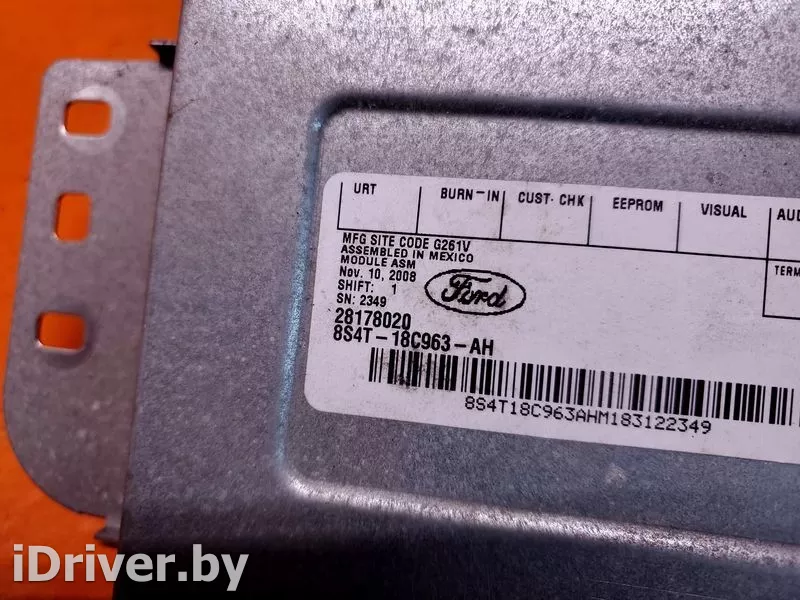 URT BURN-IN CUST. CHK EEPROM VISUAL AUD
TERM
MFG SITE CODE G261V
ASSEMBLED IN MEXICO
MODULE ASM
Nov. 10, 2008
SHIFT: 1
SN: 2349
Ford
28178020
8S4T-18C963-AH
8S4T18C963AHM183122349
iDriver.by